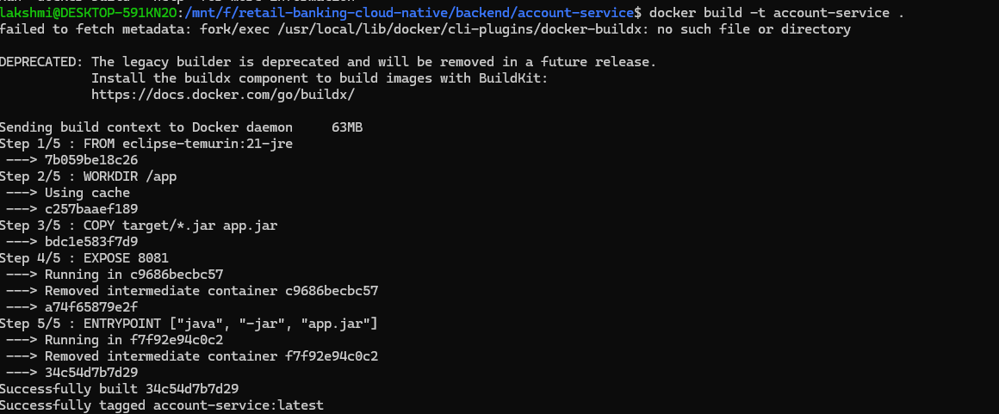 lakshmi@DESKTOP-591KN2O:/mnt/f/retail-banking-cloud-native/backend/account-service$ docker build -t account-service .
failed to fetch metadata: fork/exec /usr/local/lib/docker/cli-plugins/docker-buildx: no such file or directory
DEPRECATED: The legacy builder is deprecated and will be removed in a future release.
Install the buildx component to build images with BuildKit:
https://docs.docker.com/go/buildx/
Sending build context to Docker daemon     63MB
Step 1/5 : FROM eclipse-temurin:21-jre
---> 7b059be18c26
Step 2/5 : WORKDIR /app
---> Using cache
---> c257baaef189
Step 3/5 : COPY target/*.jar app.jar
---> bdc1e583f7d9
Step 4/5 : EXPOSE 8081
---> Running in c9686becbc57
---> Removed intermediate container c9686becbc57
---> a74f65879e2f
Step 5/5 : ENTRYPOINT ["java", "-jar", "app.jar"]
---> Running in f7f92e94c0c2
---> Removed intermediate container f7f92e94c0c2
---> 34c54d7b7d29
Successfully built 34c54d7b7d29
Successfully tagged account-service:latest